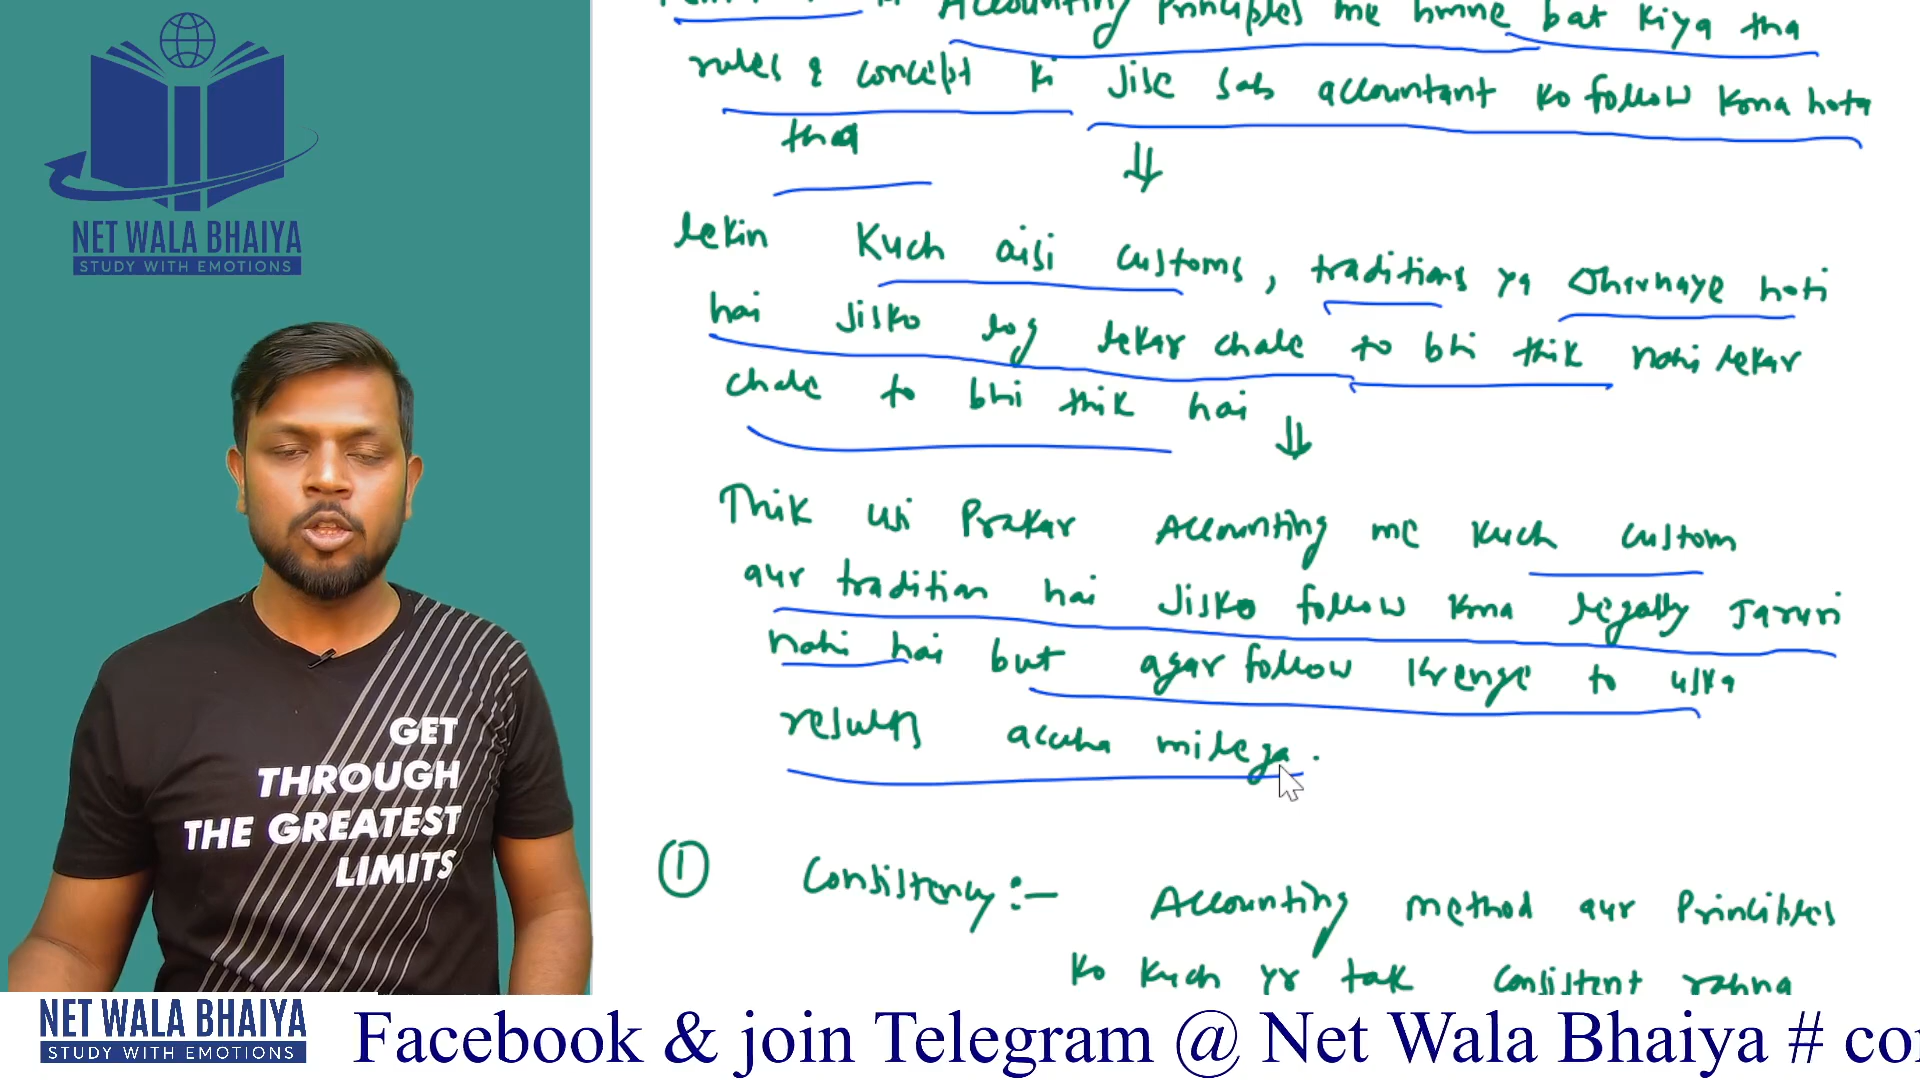 NET WALA BHAIYA
STUDY WITH EMOTIONS
Accounting Principles me hmne bat kiya tha
rules & concept ki jise sab accountant ko follow krna hota
tha
lekin kuch aisi customs, traditions ya dharnaye hoti
hai jisko log lekar chale to bhi thik nahi lekar
chale to bhi thik hai
Thik usi prakar Accounting me kuch custom
aur tradition hai jisko follow krna legally jaruri
nahi hai but agar follow krenge to uska
results accha milega.
GET
THROUGH
THE GREATEST
LIMITS
① Consistency:- Accounting method aur Principles
ko kuch yr tak consistent rahna
NET WALA BHAIYA
STUDY WITH EMOTIONS
Facebook & join Telegram @ Net Wala Bhaiya #